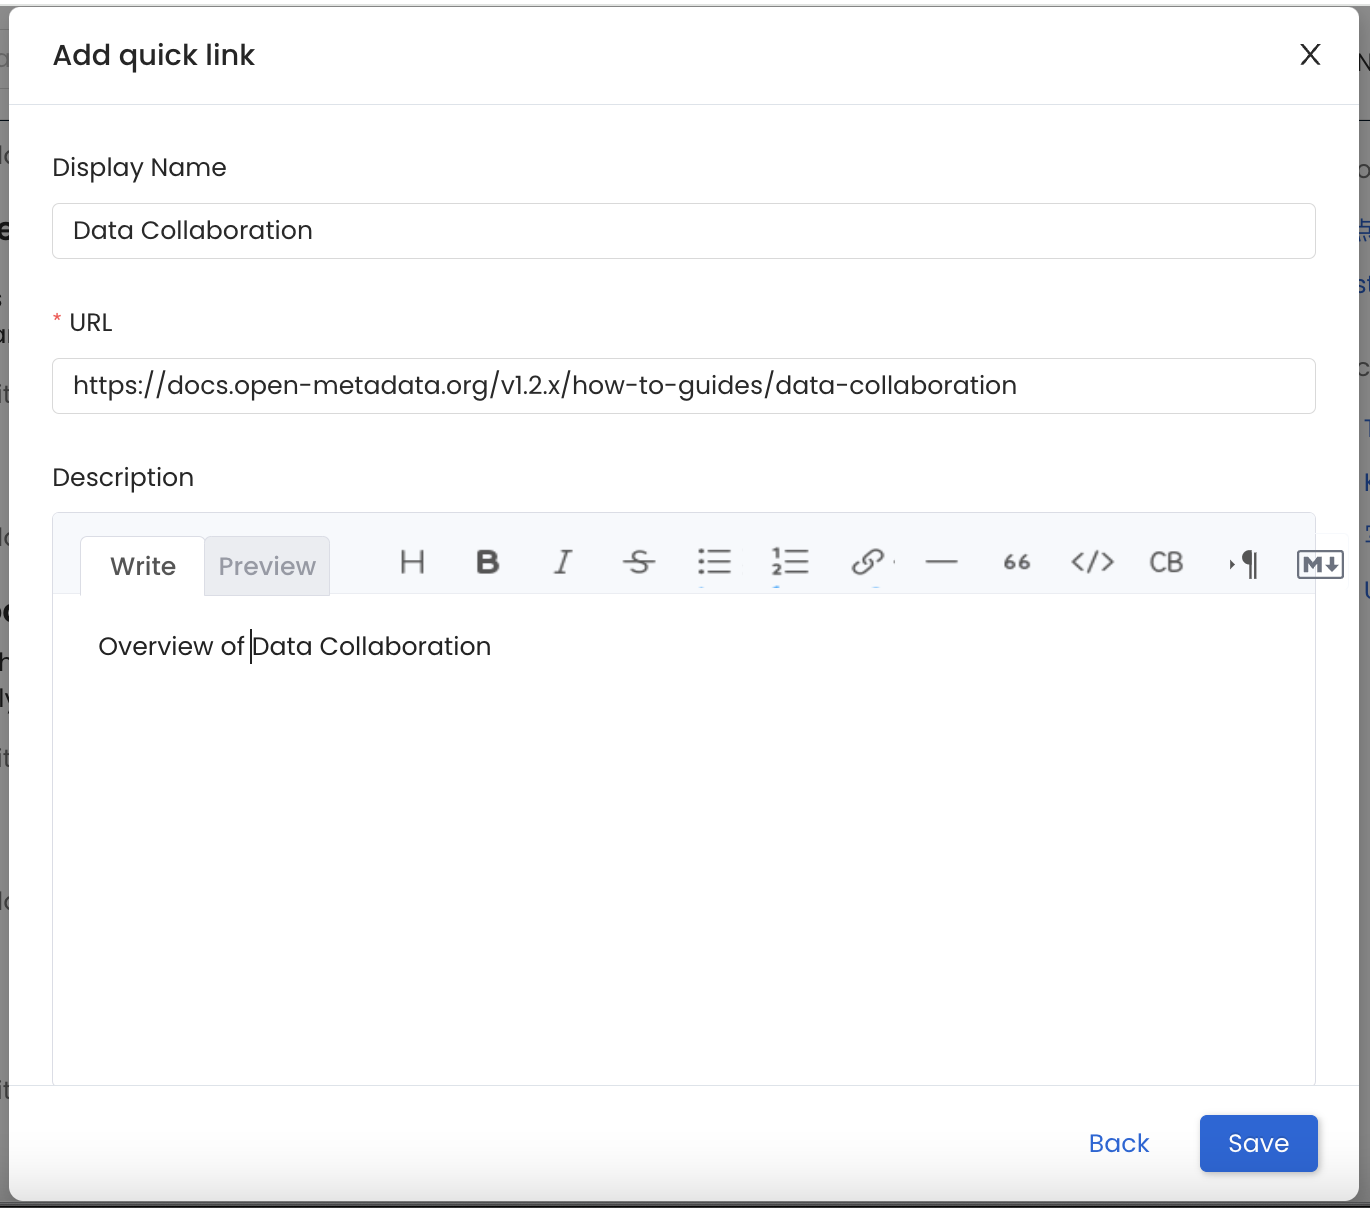 Add quick link
Display Name
Data Collaboration
* URL
https://docs.open-metadata.org/v1.2.x/how-to-guides/data-collaboration
Description
Write Preview H B I S 66 </> CB ¶ M↓
Overview of Data Collaboration
Back Save